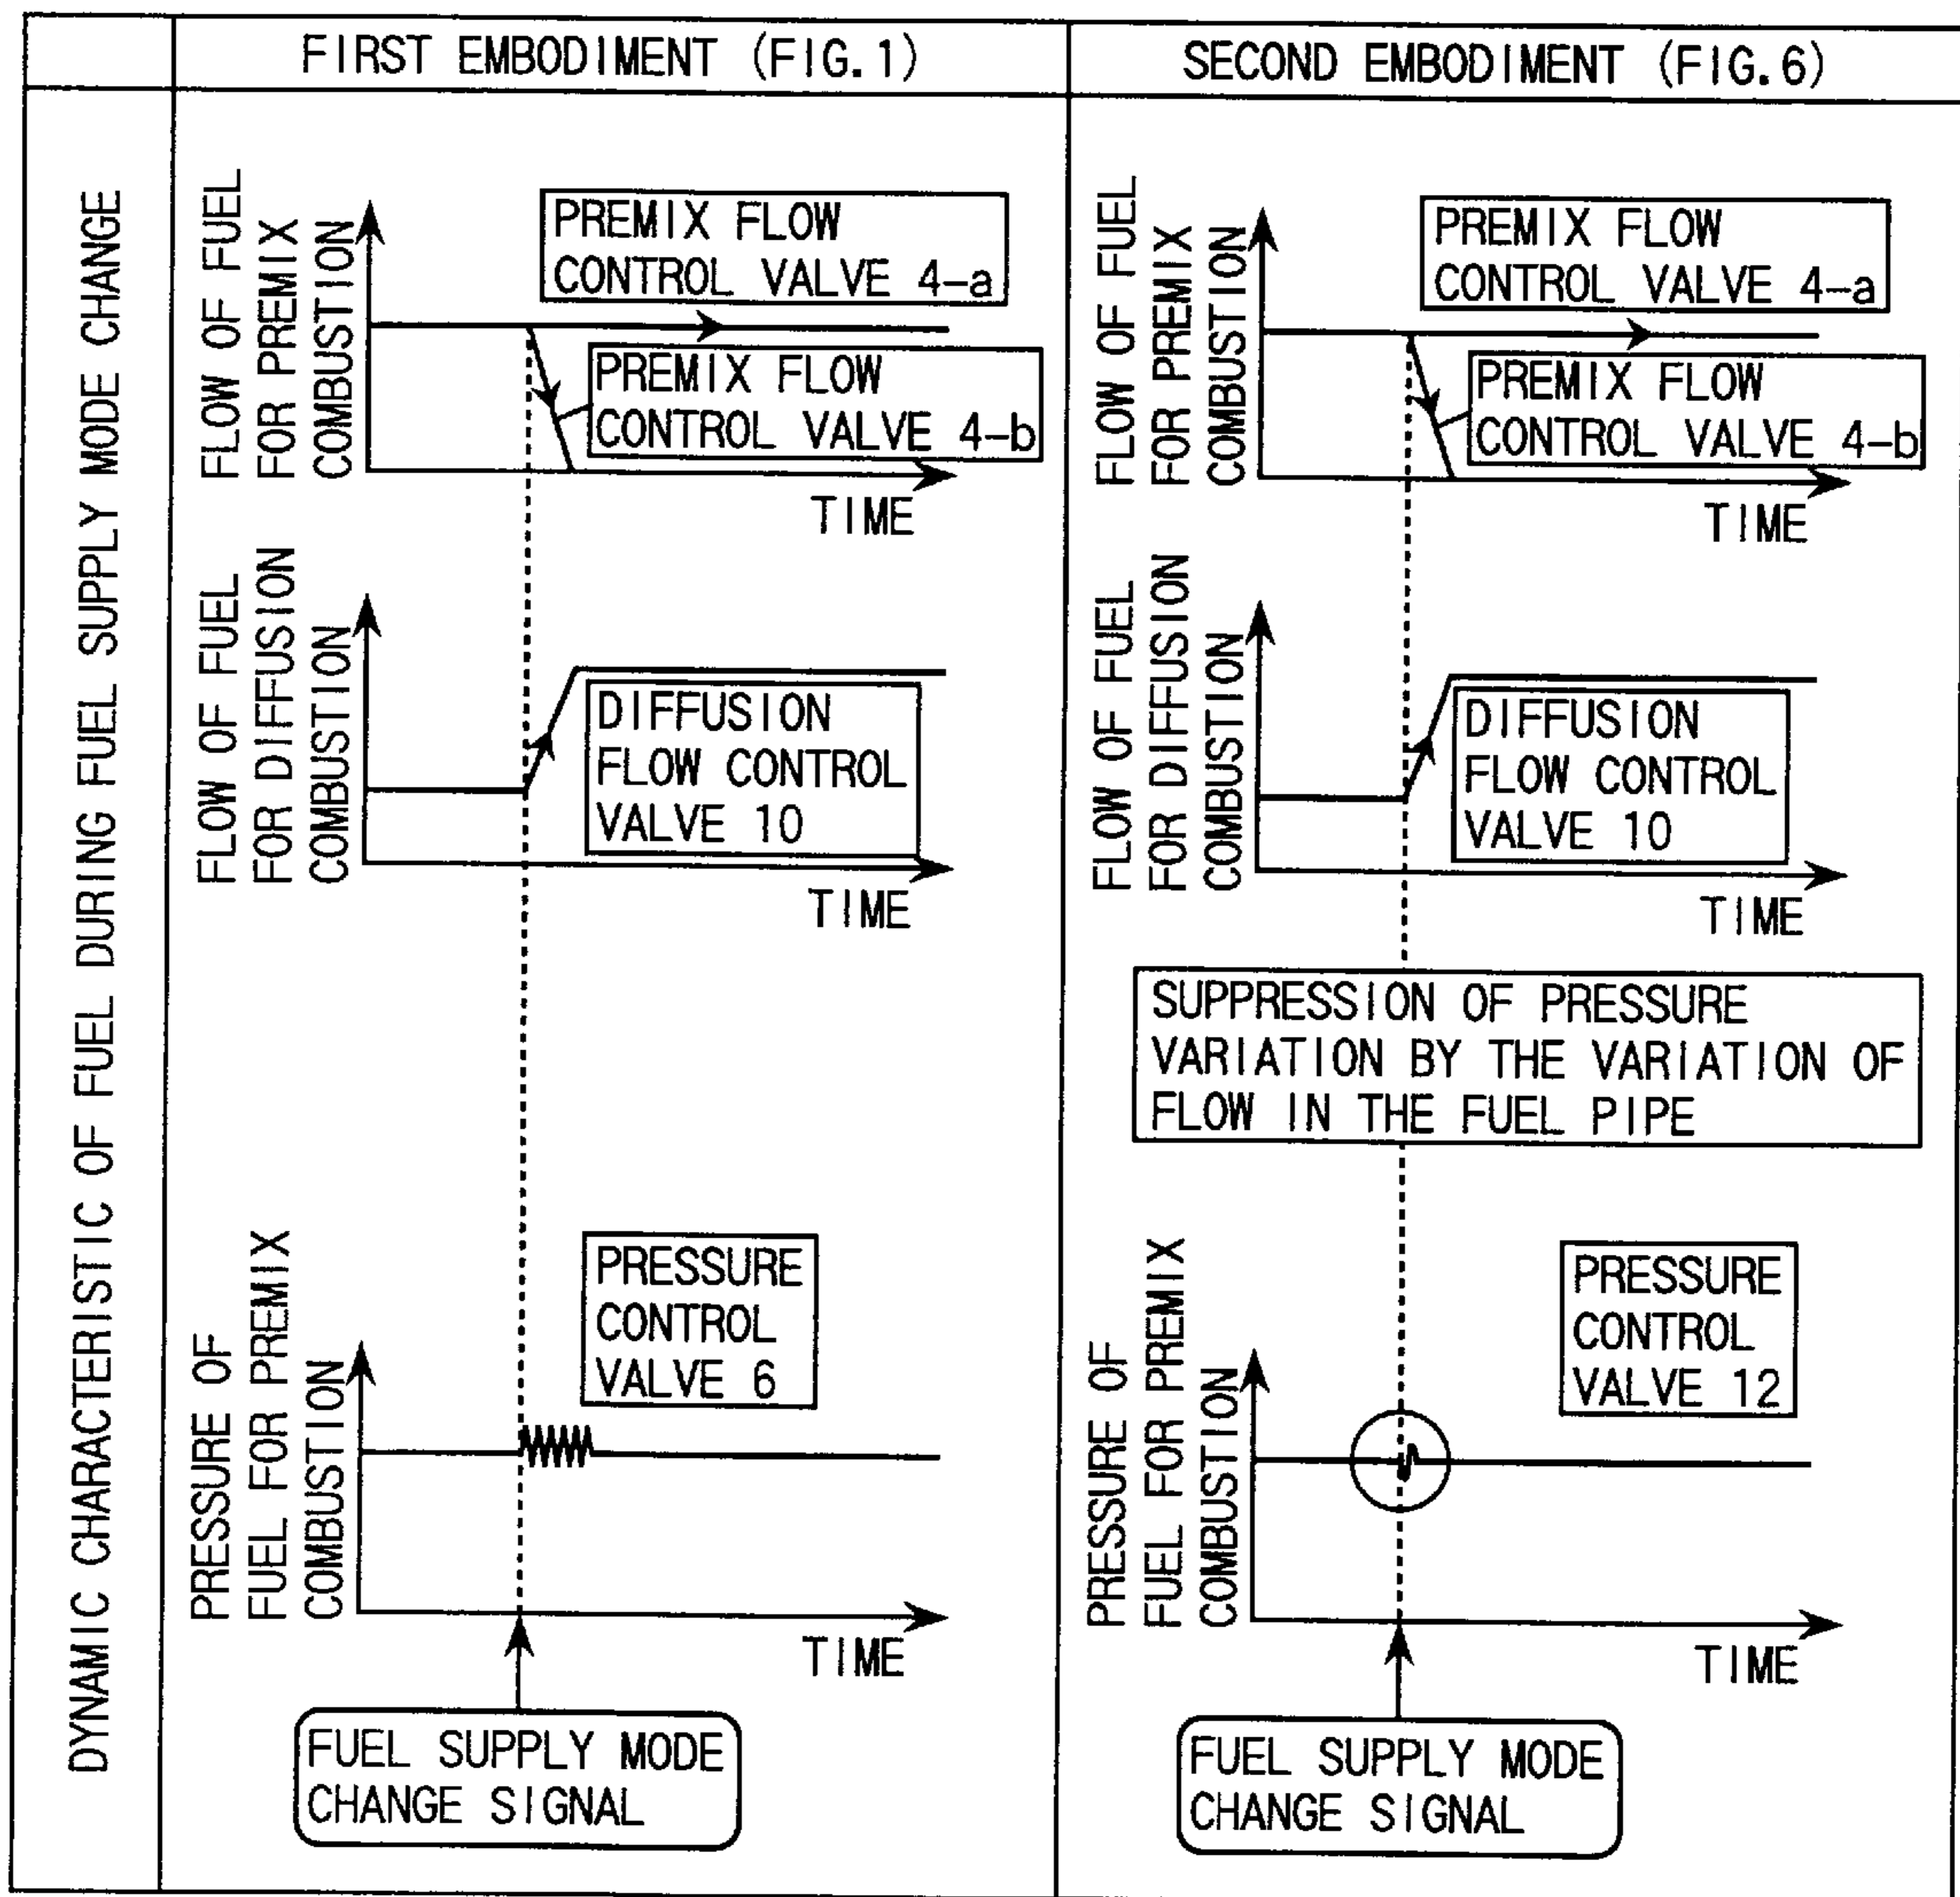 FIRST EMBODIMENT (FIG.1)
SECOND EMBODIMENT (FIG.6)
DYNAMIC CHARACTERISTIC OF FUEL DURING FUEL SUPPLY MODE CHANGE
FLOW OF FUEL
FOR PREMIX
COMBUSTION
PREMIX FLOW
CONTROL VALVE 4-a
PREMIX FLOW
CONTROL VALVE 4-b
TIME
FLOW OF FUEL
FOR DIFFUSION
COMBUSTION
DIFFUSION
FLOW CONTROL
VALVE 10
TIME
PRESSURE OF
FUEL FOR PREMIX
COMBUSTION
PRESSURE
CONTROL
VALVE 6
TIME
FUEL SUPPLY MODE
CHANGE SIGNAL
FLOW OF FUEL
FOR PREMIX
COMBUSTION
PREMIX FLOW
CONTROL VALVE 4-a
PREMIX FLOW
CONTROL VALVE 4-b
TIME
FLOW OF FUEL
FOR DIFFUSION
COMBUSTION
DIFFUSION
FLOW CONTROL
VALVE 10
TIME
SUPPRESSION OF PRESSURE
VARIATION BY THE VARIATION OF
FLOW IN THE FUEL PIPE
PRESSURE OF
FUEL FOR PREMIX
COMBUSTION
PRESSURE
CONTROL
VALVE 12
TIME
FUEL SUPPLY MODE
CHANGE SIGNAL